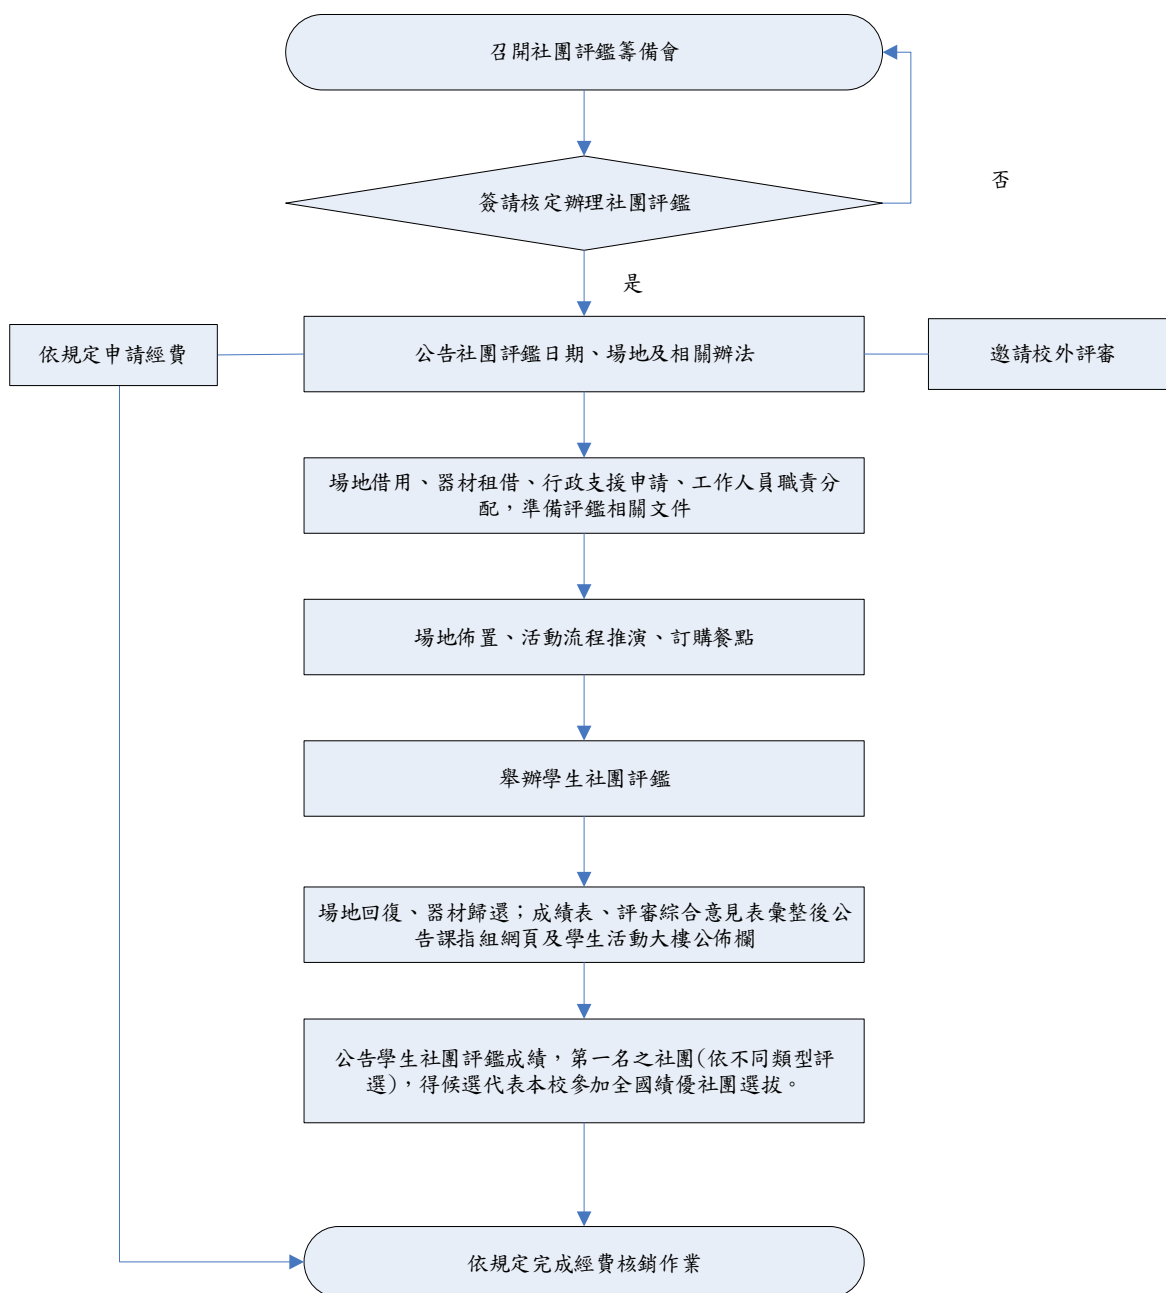 召開社團評鑑籌備會
簽請核定辦理社團評鑑
否
是
依規定申請經費
公告社團評鑑日期、場地及相關辦法
邀請校外評審
場地借用、器材租借、行政支援申請、工作人員職責分
配，準備評鑑相關文件
場地佈置、活動流程推演、訂購餐點
舉辦學生社團評鑑
場地回復、器材歸還；成績表、評審綜合意見表彙整後公
告課指組網頁及學生活動大樓公佈欄
公告學生社團評鑑成績，第一名之社團(依不同類型評
選)，得候選代表本校參加全國績優社團選拔。
依規定完成經費核銷作業